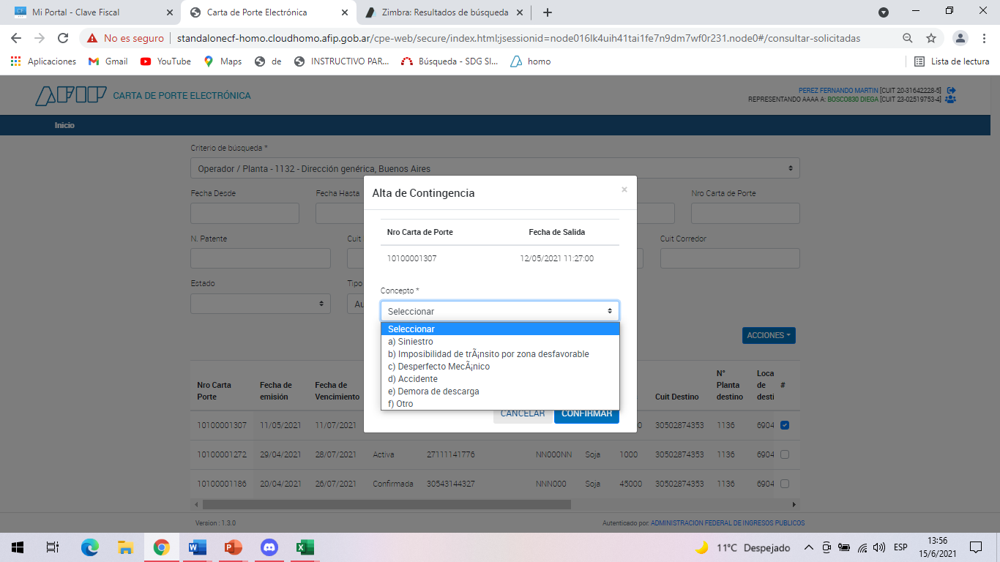 Mi Portal - Clave Fiscal
Carta de Porte Electrónica
Zimbra: Resultados de búsqueda
No es seguro
standalonecf-homo.cloudhomo.afip.gob.ar/cpe-web/secure/index.html;jsessionid=node016lk4uih41tai1fe7n9dm7wf0r231.node0#/consultar-solicitadas
Aplicaciones
Gmail
YouTube
Maps
de
INSTRUCTIVO PAR...
Búsqueda - SDG SI...
homo
Lista de lectura
AFIP
CARTA DE PORTE ELECTRÓNICA
PEREZ FERNANDO MARTIN [CUIT 20-31642228-5]
REPRESENTANDO AAAA A: BOSCO830 DIEGA [CUIT 23-02519753-4]
Inicio
Criterio de búsqueda *
Operador / Planta - 1132 - Dirección genérica, Buenos Aires
Fecha Desde
Fecha Hasta
Nro Carta de Porte
N. Patente
Cuit
Cuit Corredor
Estado
Tipo
Au
ACCIONES
Alta de Contingencia
×
Nro Carta de Porte
Fecha de Salida
10100001307
12/05/2021 11:27:00
Concepto *
Seleccionar
Seleccionar
a) Siniestro
b) Imposibilidad de trÃ¡nsito por zona desfavorable
c) Desperfecto MecÃ¡nico
d) Accidente
e) Demora de descarga
f) Otro
CANCELAR
CONFIRMAR
Nro Carta Porte
Fecha de emisión
Fecha de Vencimiento
Cuit Destino
N° Planta destino
Loca de desti
#
10100001307 11/05/2021 11/07/2021 0 30502874353 1136 6904
10100001272 29/04/2021 28/07/2021 Activa 27111141776 NN000NN Soja 1000 30502874353 1136 6904
10100001186 20/04/2021 26/07/2021 Confirmada 30543144327 NNN000 Soja 45000 30502874353 1136 6904
Version : 1.3.0
Autenticado por: ADMINISTRACION FEDERAL DE INGRESOS PUBLICOS
11°C Despejado
ESP
13:56
15/6/2021